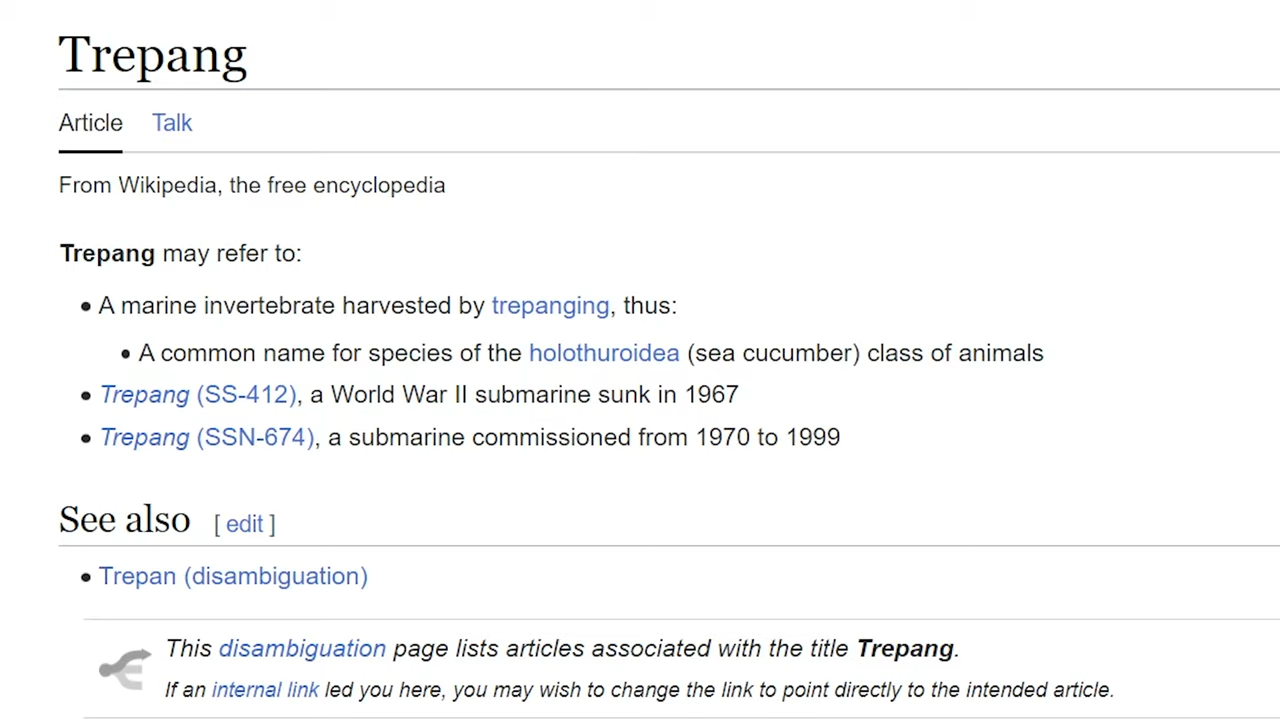 Trepang
Article Talk
From Wikipedia, the free encyclopedia
Trepang may refer to:
• A marine invertebrate harvested by trepanging, thus:
• A common name for species of the holothuroidea (sea cucumber) class of animals
• Trepang (SS-412), a World War II submarine sunk in 1967
• Trepang (SSN-674), a submarine commissioned from 1970 to 1999
See also [ edit ]
• Trepan (disambiguation)
This disambiguation page lists articles associated with the title Trepang.
If an internal link led you here, you may wish to change the link to point directly to the intended article.